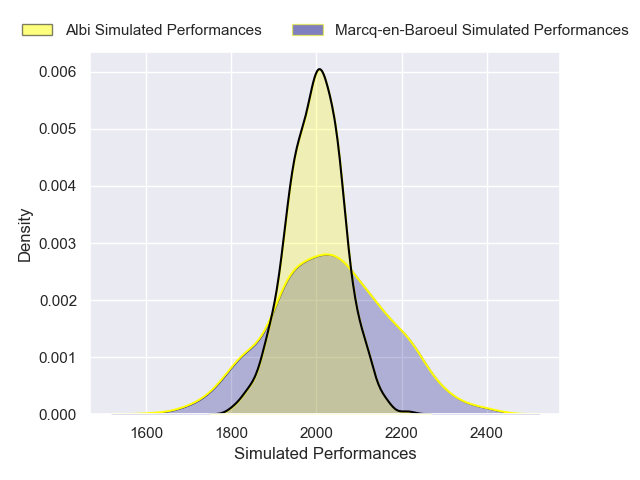 Albi Simulated Performances
Marcq-en-Baroeul Simulated Performances
0.006
0.005
0.004
0.003
0.002
0.001
0.000
Density
1600 1800 2000 2200 2400
Simulated Performances